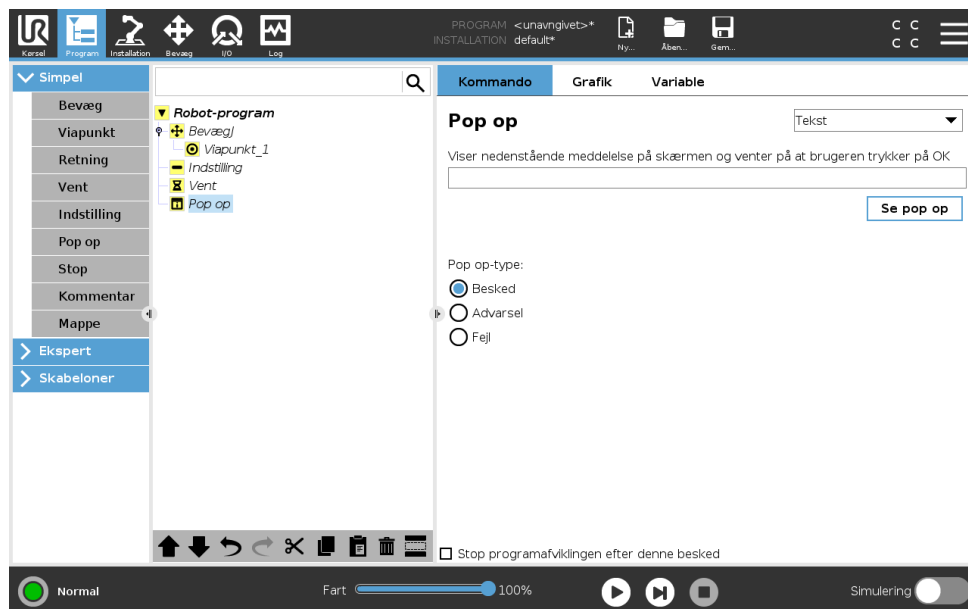 PROGRAM <unavngivet>*
INSTALLATION default*
Kørsel
Program
Installation
Bevæg
I/O
Log
Ny...
Åben...
Gem...
C C
C C
Simpel
Bevæg
Viapunkt
Retning
Vent
Indstilling
Pop op
Stop
Kommentar
Mappe
Ekspert
Skabeloner
Robot-program
BevægJ
Viapunkt_1
Indstilling
Vent
Pop op
Kommando
Grafik
Variable
Pop op
Tekst
Viser nedenstående meddelelse på skærmen og venter på at brugeren trykker på OK
Se pop op
Pop op-type:
Besked
Advarsel
Fejl
Stop programafviklingen efter denne besked
Normal
Fart
100%
Simulering